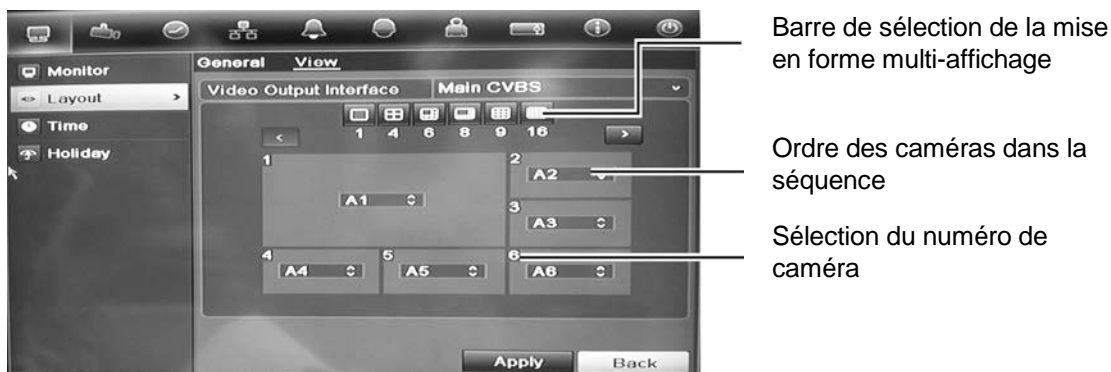 General View
Monitor
Video Output Interface Main CVBS
Layout >
1 4 6 8 9 16
Time
< >
Holiday
1
A1
2
A2
3
A3
4
A4
5
A5
6
A6
Apply Back
Barre de sélection de la mise
en forme multi-affichage
Ordre des caméras dans la
séquence
Sélection du numéro de
caméra